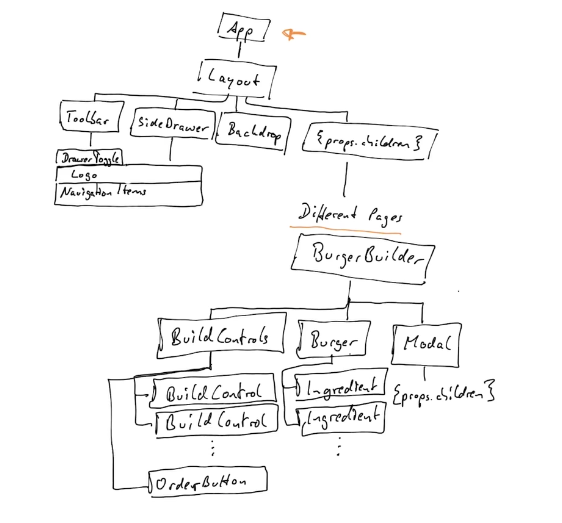 App
Layout
Toolbar
SideDrawer
Backdrop
{props.children}
DrawerToggle
Logo
Navigation Items
Different Pages
BurgerBuilder
BuildControls
Burger
Modal
BuildControl
Ingredient
{props.children}
BuildControl
Ingredient
⋮
⋮
OrderButton